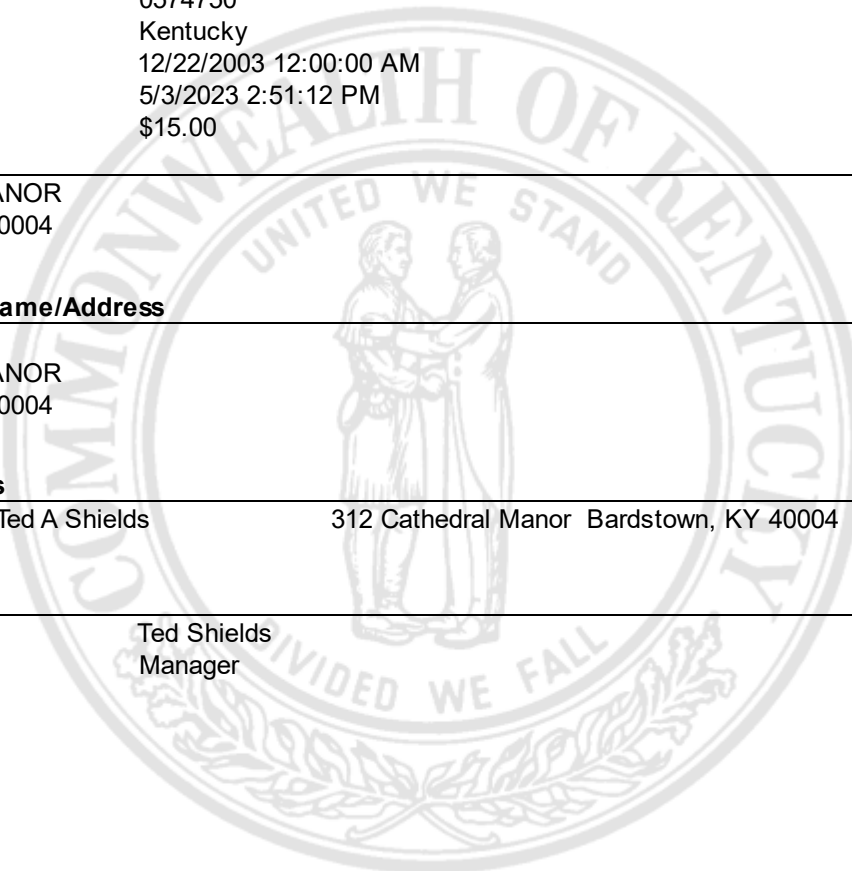 Kentucky
12/22/2003 12:00:00 AM
5/3/2023 2:51:12 PM
$15.00
ANOR
0004
ame/Address
ANOR
0004
s
Ted A Shields 312 Cathedral Manor Bardstown, KY 40004
Ted Shields
Manager
COMMONWEALTH OF KENTUCKY
UNITED WE STAND
DIVIDED WE FALL